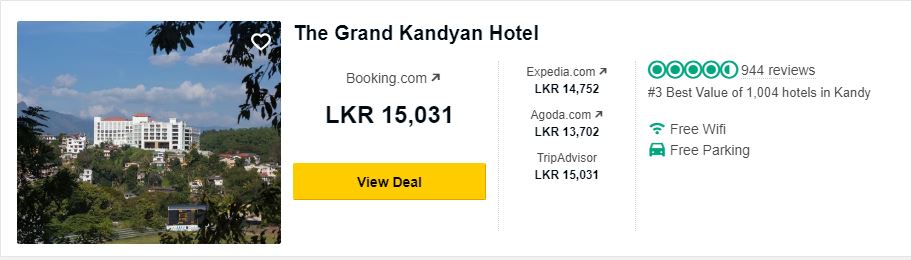 The Grand Kandyan Hotel
Booking.com
LKR 15,031
View Deal
Expedia.com
LKR 14,752
Agoda.com
LKR 13,702
TripAdvisor
LKR 15,031
944 reviews
#3 Best Value of 1,004 hotels in Kandy
Free Wifi
Free Parking